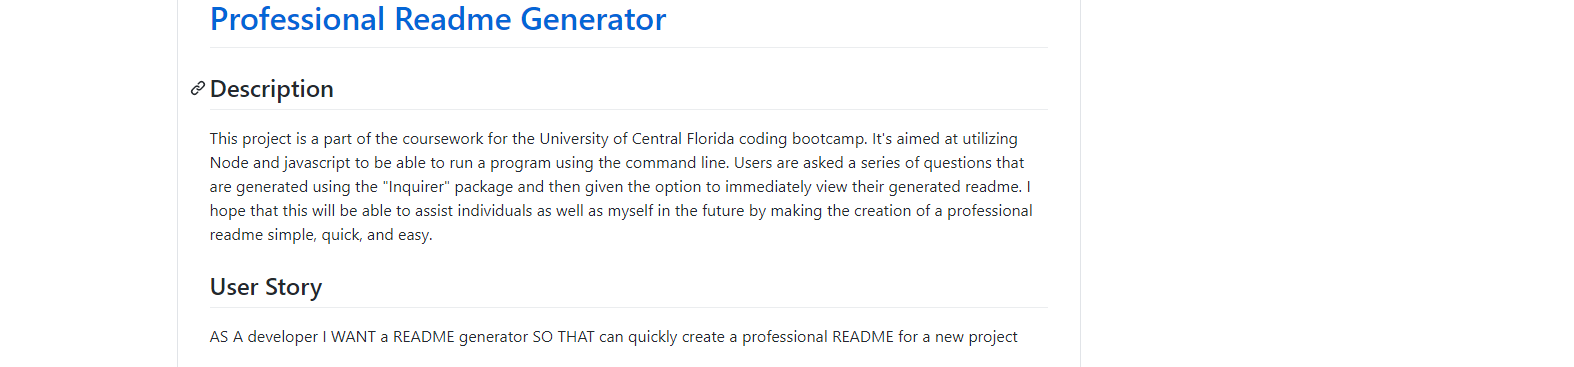 Professional Readme Generator
Description
This project is a part of the coursework for the University of Central Florida coding bootcamp. It's aimed at utilizing
Node and javascript to be able to run a program using the command line. Users are asked a series of questions that
are generated using the "Inquirer" package and then given the option to immediately view their generated readme. I
hope that this will be able to assist individuals as well as myself in the future by making the creation of a professional
readme simple, quick, and easy.
User Story
AS A developer I WANT a README generator SO THAT can quickly create a professional README for a new project